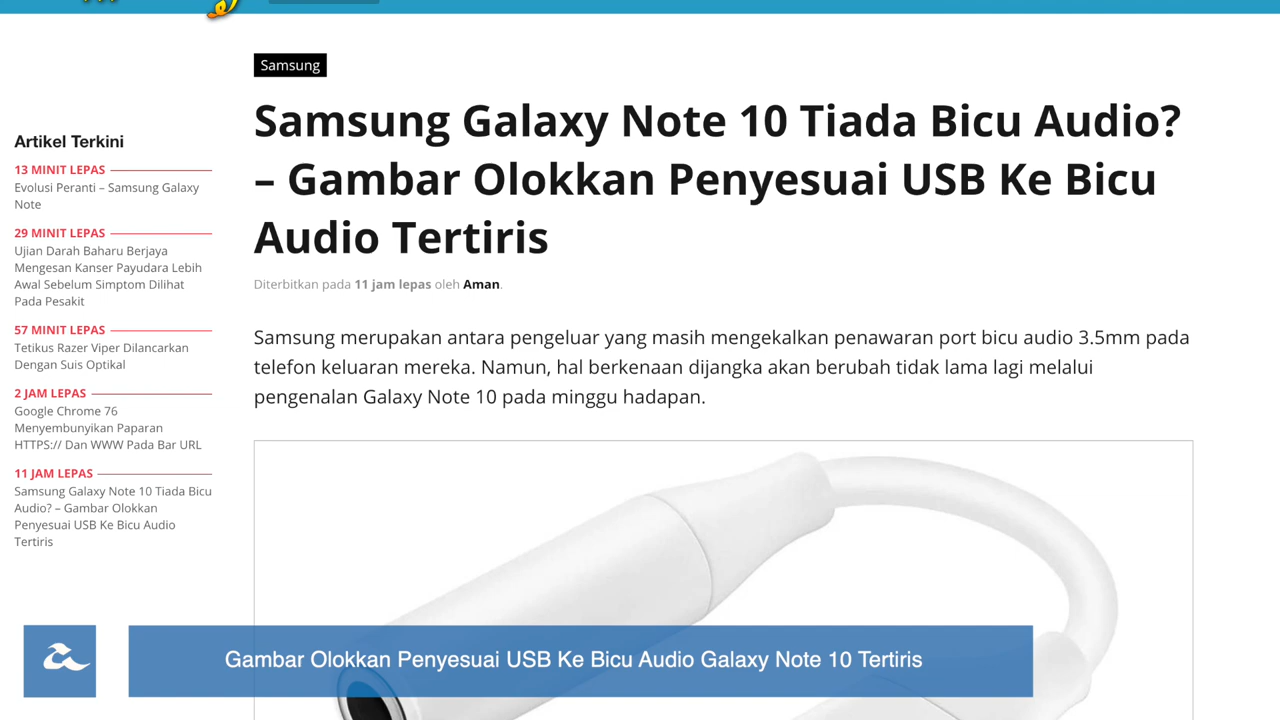 Samsung
Samsung Galaxy Note 10 Tiada Bicu Audio?
– Gambar Olokkan Penyesuai USB Ke Bicu
Audio Tertiris
Diterbitkan pada 11 jam lepas oleh Aman.
Artikel Terkini
13 MINIT LEPAS
Evolusi Peranti – Samsung Galaxy
Note
29 MINIT LEPAS
Ujian Darah Baharu Berjaya
Mengesan Kanser Payudara Lebih
Awal Sebelum Simptom Dilihat
Pada Pesakit
57 MINIT LEPAS
Tetikus Razer Viper Dilancarkan
Dengan Suis Optikal
2 JAM LEPAS
Google Chrome 76
Menyembunyikan Paparan
HTTPS:// Dan WWW Pada Bar URL
11 JAM LEPAS
Samsung Galaxy Note 10 Tiada Bicu
Audio? – Gambar Olokkan
Penyesuai USB Ke Bicu Audio
Tertiris
Samsung merupakan antara pengeluar yang masih mengekalkan penawaran port bicu audio 3.5mm pada
telefon keluaran mereka. Namun, hal berkenaan dijangka akan berubah tidak lama lagi melalui
pengenalan Galaxy Note 10 pada minggu hadapan.
Gambar Olokkan Penyesuai USB Ke Bicu Audio Galaxy Note 10 Tertiris